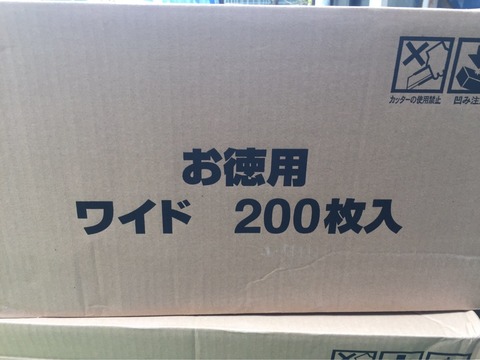 カッターの使用禁止
凹み注
お徳用
ワイド 200枚入